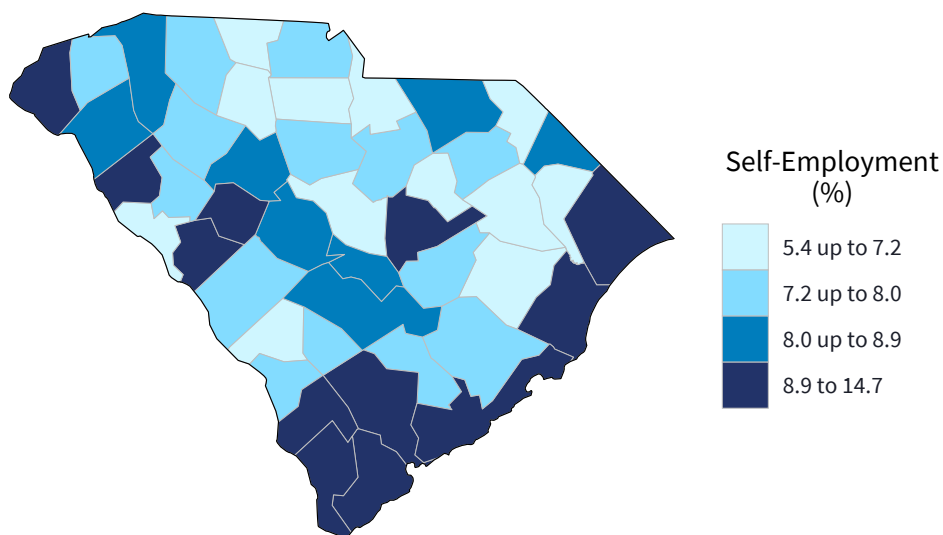 Self-Employment
(%)
5.4 up to 7.2
7.2 up to 8.0
8.0 up to 8.9
8.9 to 14.7